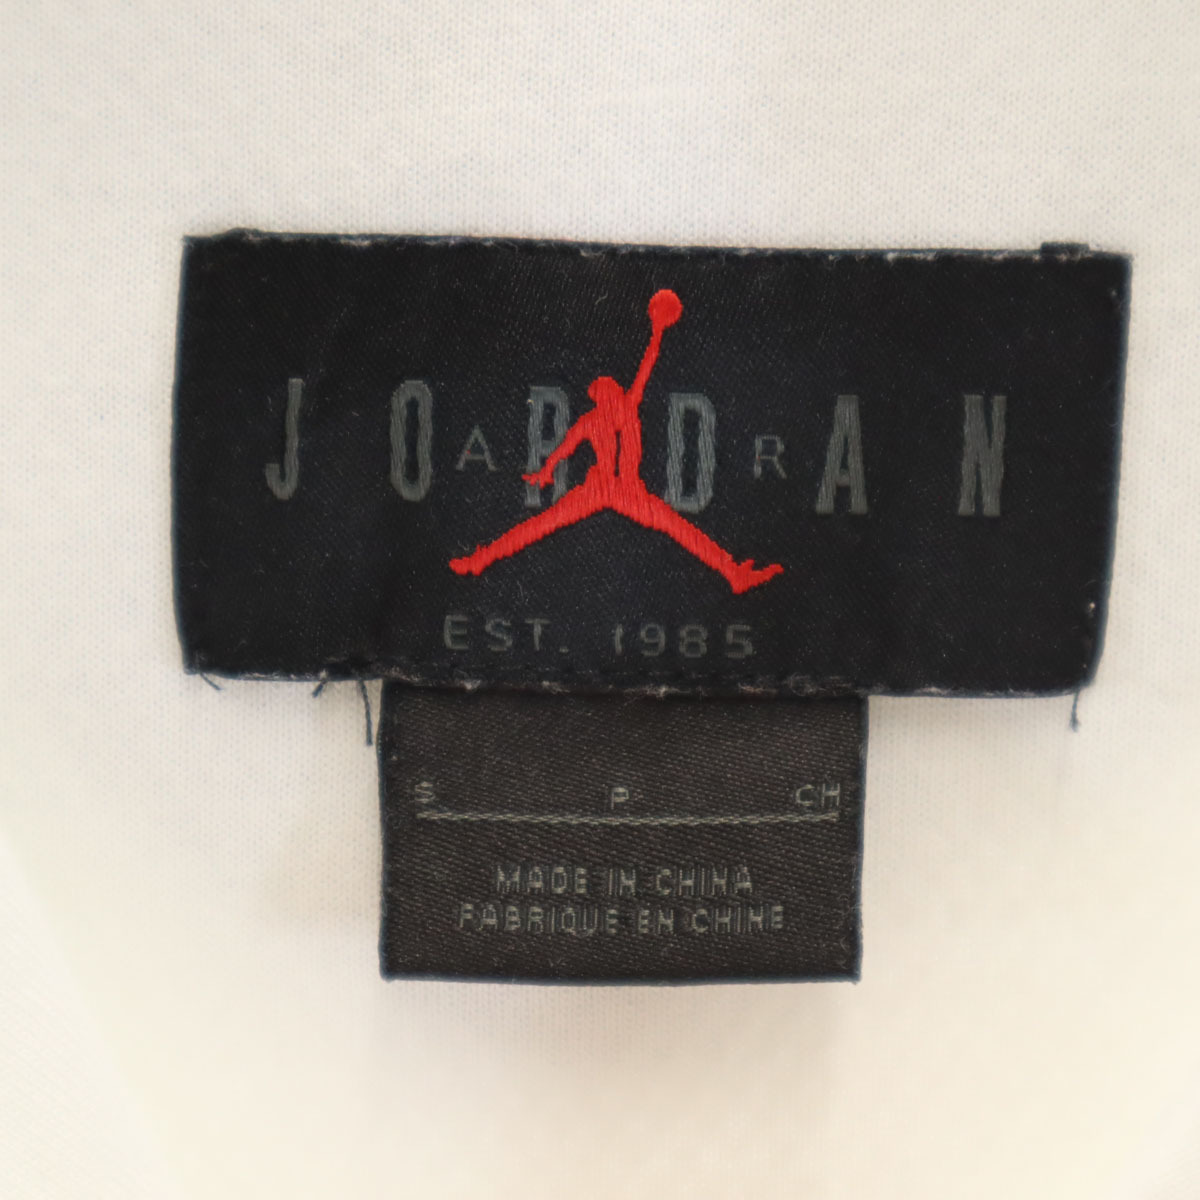 JORDAN
AIR
EST. 1985
S P CH
MADE IN CHINA
FABRIQUE EN CHINE